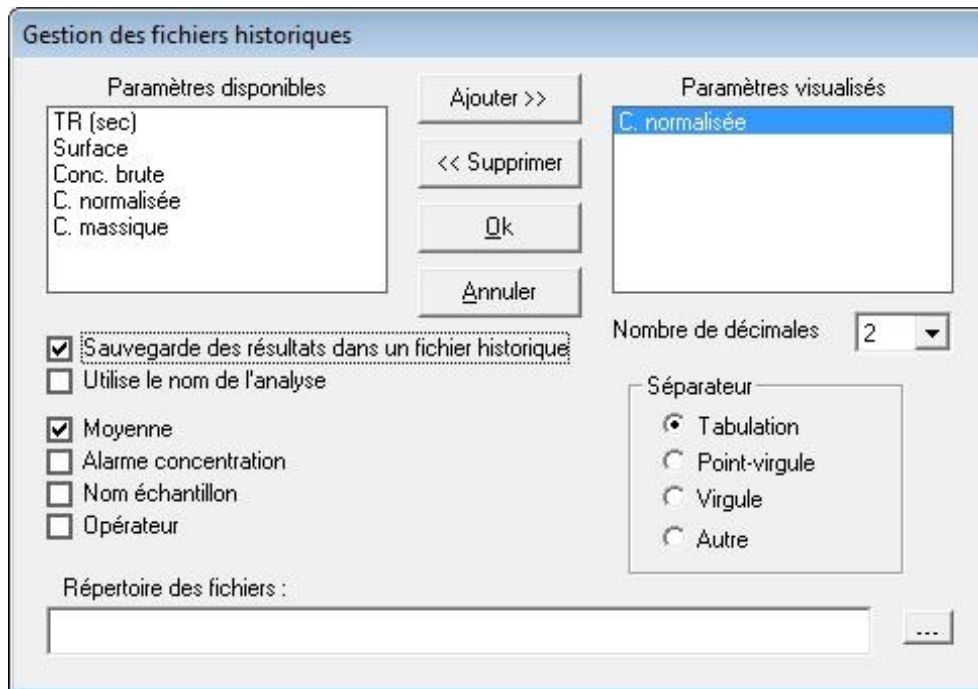 Gestion des fichiers historiques
Paramètres disponibles
TR (sec)
Surface
Conc. brute
C. normalisée
C. massique
Ajouter >>
<< Supprimer
Ok
Annuler
Paramètres visualisés
C. normalisée
Nombre de décimales 2
Sauvegarde des résultats dans un fichier historique
Utilise le nom de l'analyse
Moyenne
Alarme concentration
Nom échantillon
Opérateur
Séparateur
Tabulation
Point-virgule
Virgule
Autre
Répertoire des fichiers :
...